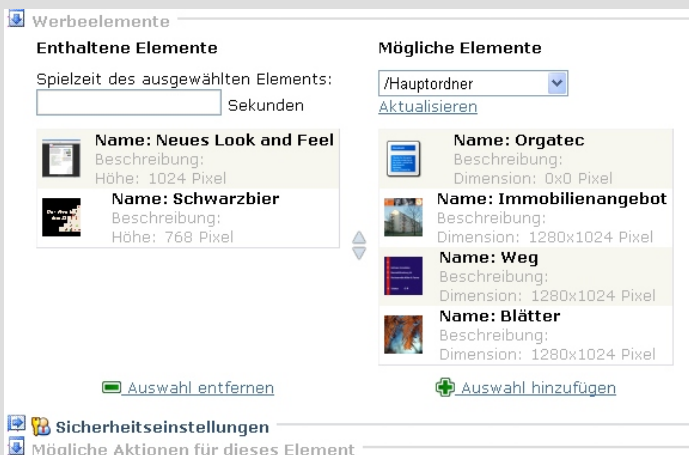 Werbeelemente
Enthaltene Elemente
Spielzeit des ausgewählten Elements:
Sekunden
Name: Neues Look and Feel
Beschreibung:
Höhe: 1024 Pixel
Name: Schwarzbier
Beschreibung:
Höhe: 768 Pixel
Auswahl entfernen
Mögliche Elemente
/Hauptordner
Aktualisieren
Name: Orgatec
Beschreibung:
Dimension: 0x0 Pixel
Name: Immobilienangebot
Beschreibung:
Dimension: 1280x1024 Pixel
Name: Weg
Beschreibung:
Dimension: 1280x1024 Pixel
Name: Blätter
Beschreibung:
Dimension: 1280x1024 Pixel
Auswahl hinzufügen
Sicherheitseinstellungen
Mögliche Aktionen für dieses Element